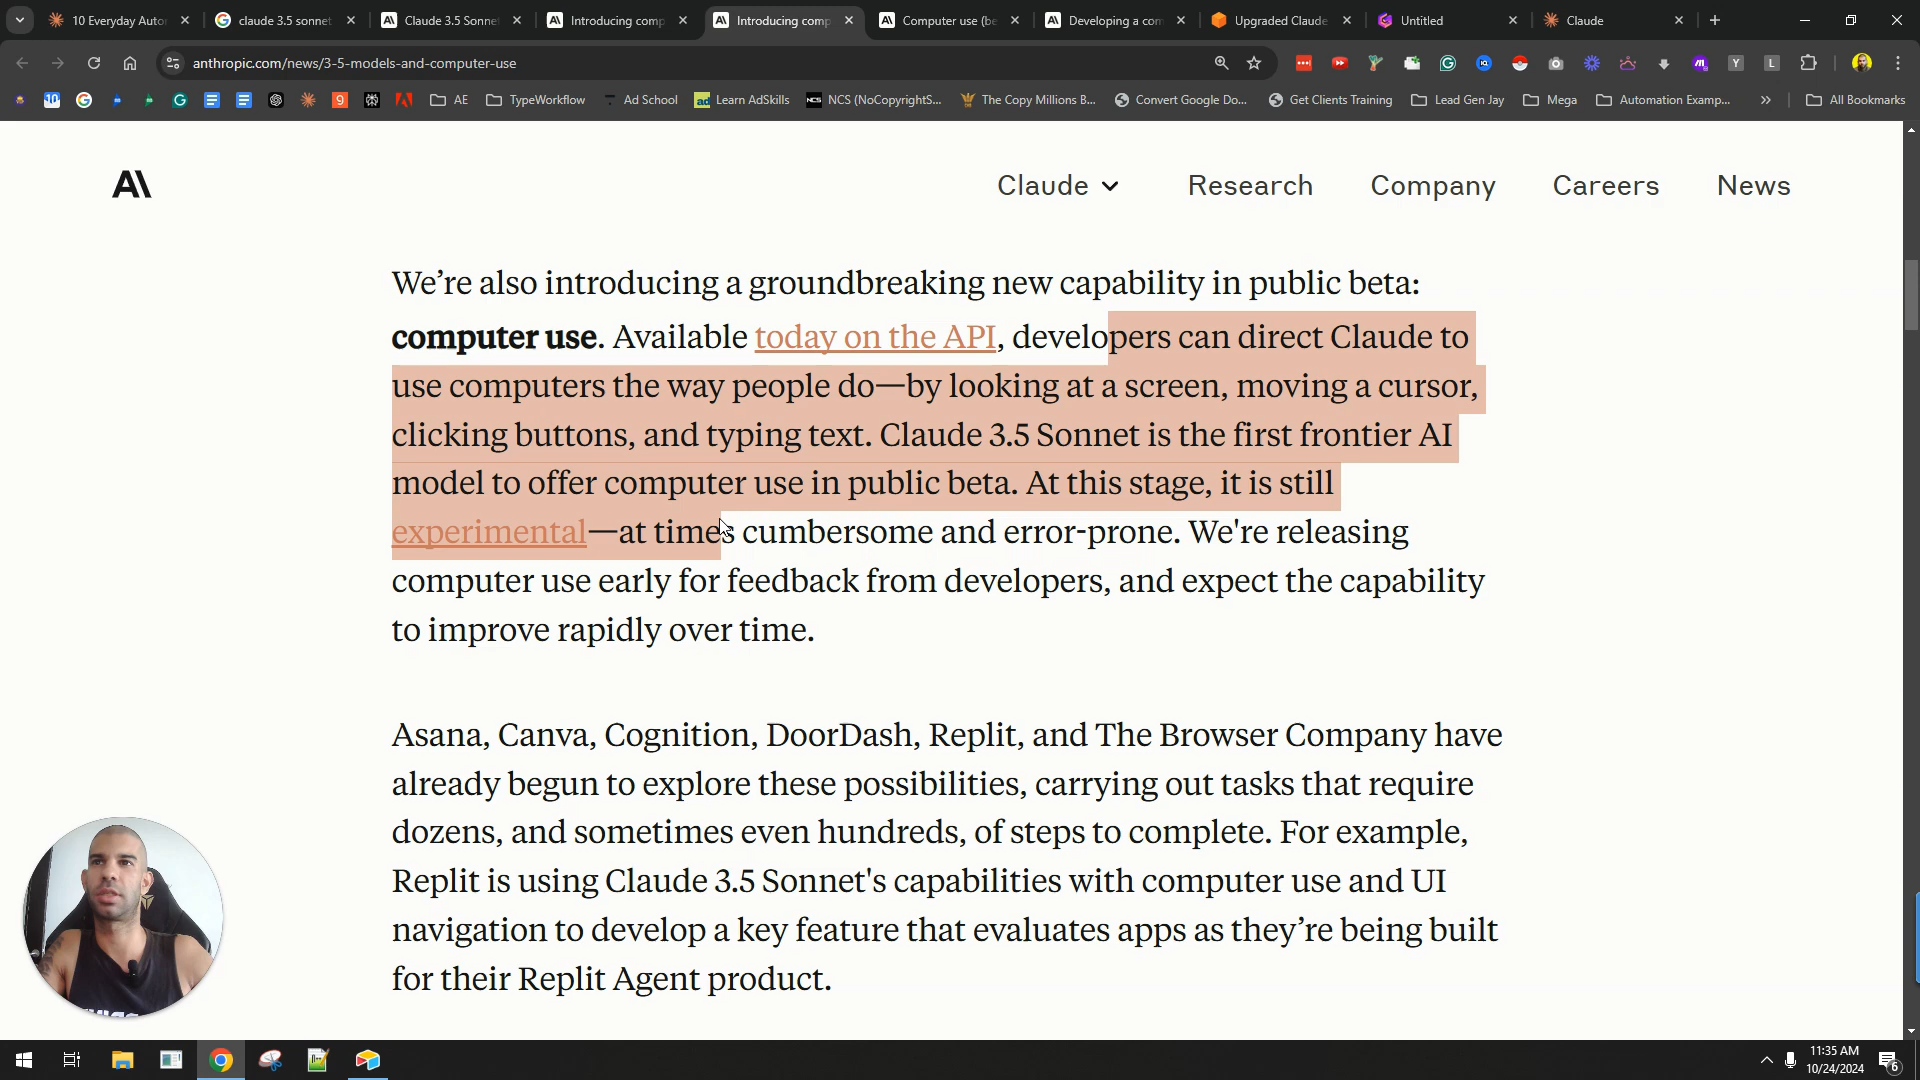 10 Everyday Autor
claude 3.5 sonnet
Claude 3.5 Sonne
Introducing comp
Introducing comp
Computer use (be
Developing a com
Upgraded Claude
Untitled
Claude
anthropic.com/news/3-5-models-and-computer-use
AE
TypeWorkflow
Ad School
Learn AdSkills
NCS (NoCopyrightS...
The Copy Millions B...
Convert Google Do...
Get Clients Training
Lead Gen Jay
Mega
Automation Examp...
All Bookmarks
Claude
Research
Company
Careers
News
We’re also introducing a groundbreaking new capability in public beta:
computer use. Available today on the API, developers can direct Claude to
use computers the way people do—by looking at a screen, moving a cursor,
clicking buttons, and typing text. Claude 3.5 Sonnet is the first frontier AI
model to offer computer use in public beta. At this stage, it is still
experimental—at times cumbersome and error-prone. We're releasing
computer use early for feedback from developers, and expect the capability
to improve rapidly over time.
Asana, Canva, Cognition, DoorDash, Replit, and The Browser Company have
already begun to explore these possibilities, carrying out tasks that require
dozens, and sometimes even hundreds, of steps to complete. For example,
Replit is using Claude 3.5 Sonnet's capabilities with computer use and UI
navigation to develop a key feature that evaluates apps as they’re being built
for their Replit Agent product.
11:35 AM
10/24/2024
6